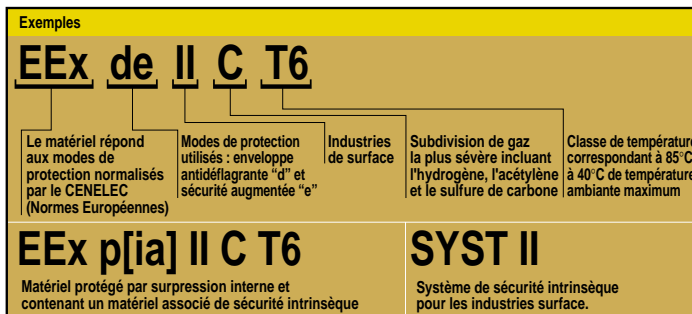 Exemples
EEx de II C T6
Le matériel répond
aux modes de
protection normalisés
par le CENELEC
(Normes Européennes)
Modes de protection
utilisés : enveloppe
antidéflagrante “d” et
sécurité augmentée “e”
Industries
de surface
Subdivision de gaz
la plus sévère incluant
l'hydrogène, l'acétylène
et le sulfure de carbone
Classe de température
correspondant à 85°C
à 40°C de température
ambiante maximum
EEx p[ia] II C T6
Matériel protégé par surpression interne et
contenant un matériel associé de sécurité intrinsèque
SYST II
Système de sécurité intrinsèque
pour les industries surface.